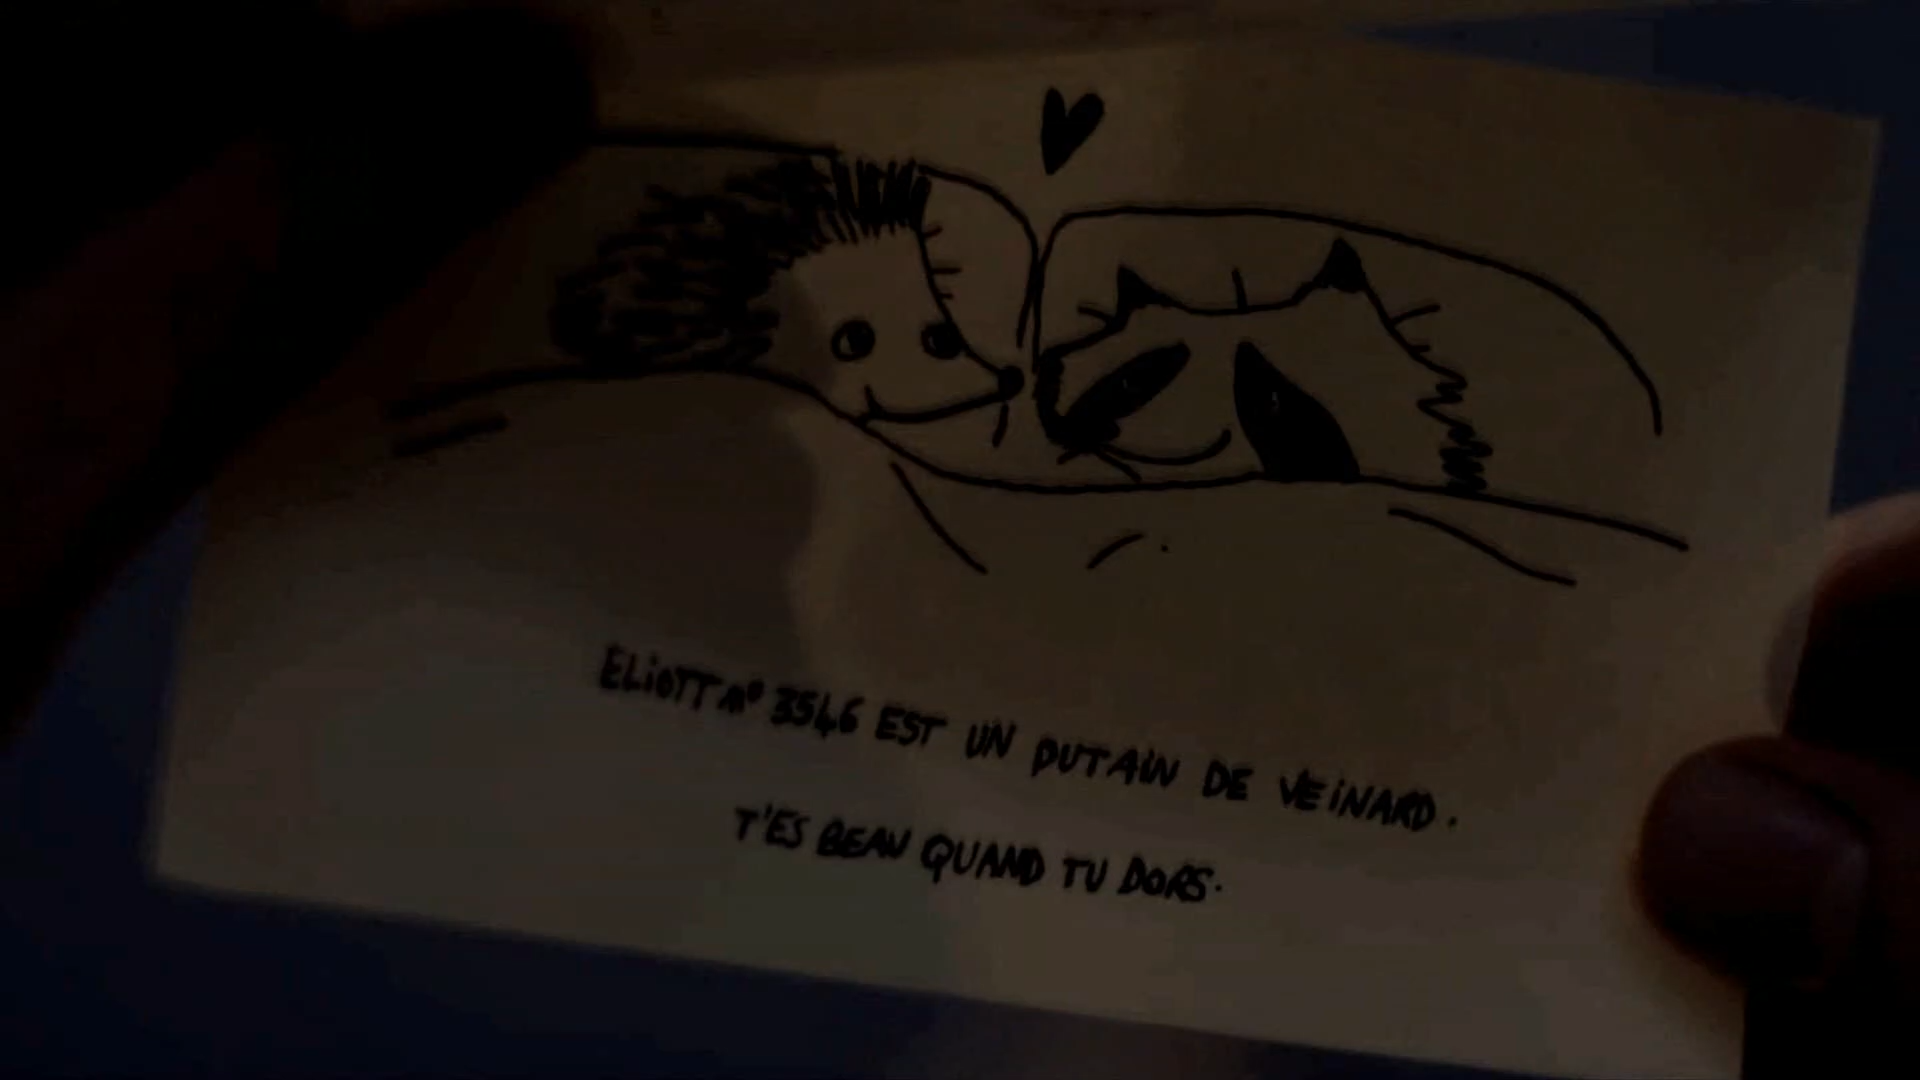 ELiOTT N° 3546 EST UN PUTAiN DE VEiNARD.
T'ES BEAU QUAND TU DORS.